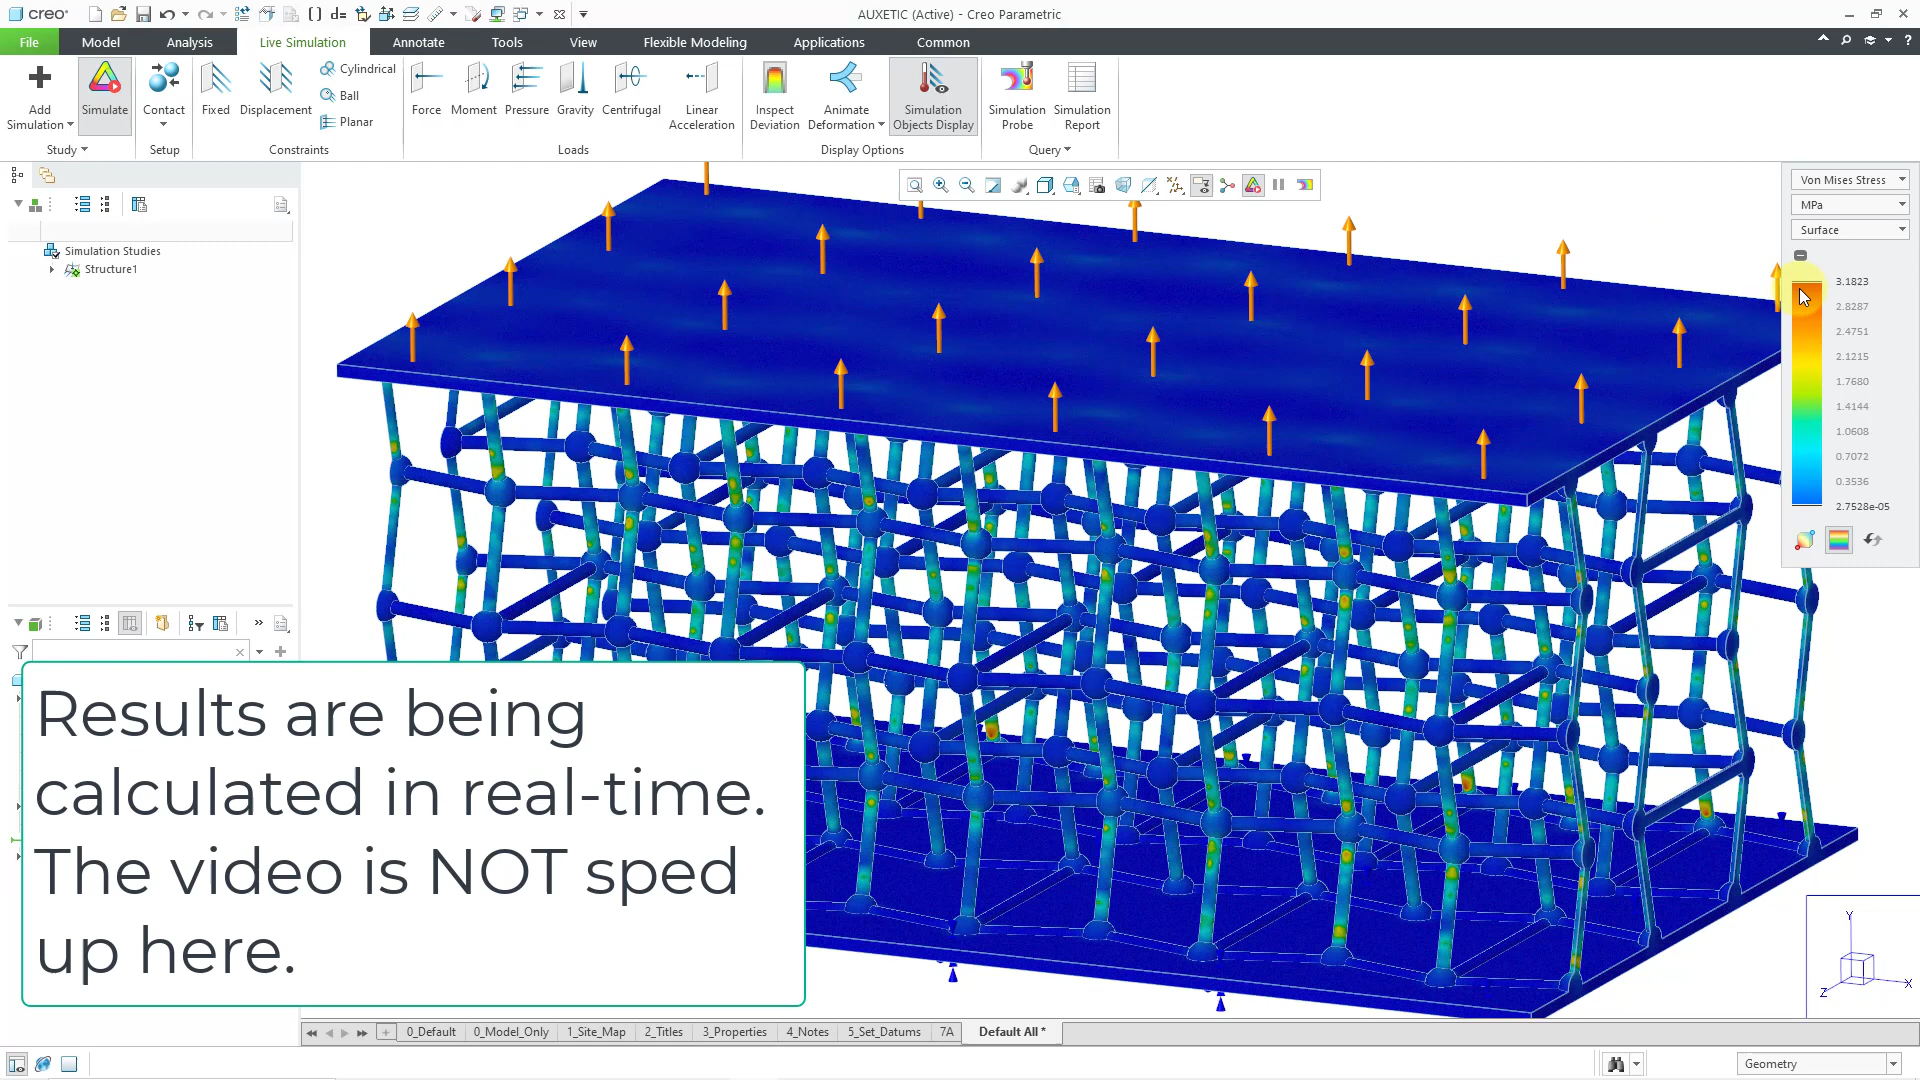 creo
AUXETIC (Active) - Creo Parametric
File
Model
Analysis
Live Simulation
Annotate
Tools
View
Flexible Modeling
Applications
Common
Add
Simulation
Simulate
Contact
Fixed
Displacement
Cylindrical
Ball
Planar
Force
Moment
Pressure
Gravity
Centrifugal
Linear
Acceleration
Inspect
Deviation
Animate
Deformation
Simulation
Objects Display
Simulation
Probe
Simulation
Report
Study
Setup
Constraints
Loads
Display Options
Query
Simulation Studies
Structure1
Von Mises Stress
MPa
Surface
3.1823
2.8287
2.4751
2.1215
1.7680
1.4144
1.0608
0.7072
0.3536
2.7528e-05
Results are being
calculated in real-time.
The video is NOT sped
up here.
Y
X
Z
0_Default
0_Model_Only
1_Site_Map
2_Titles
3_Properties
4_Notes
5_Set_Datums
7A
Default All *
Geometry